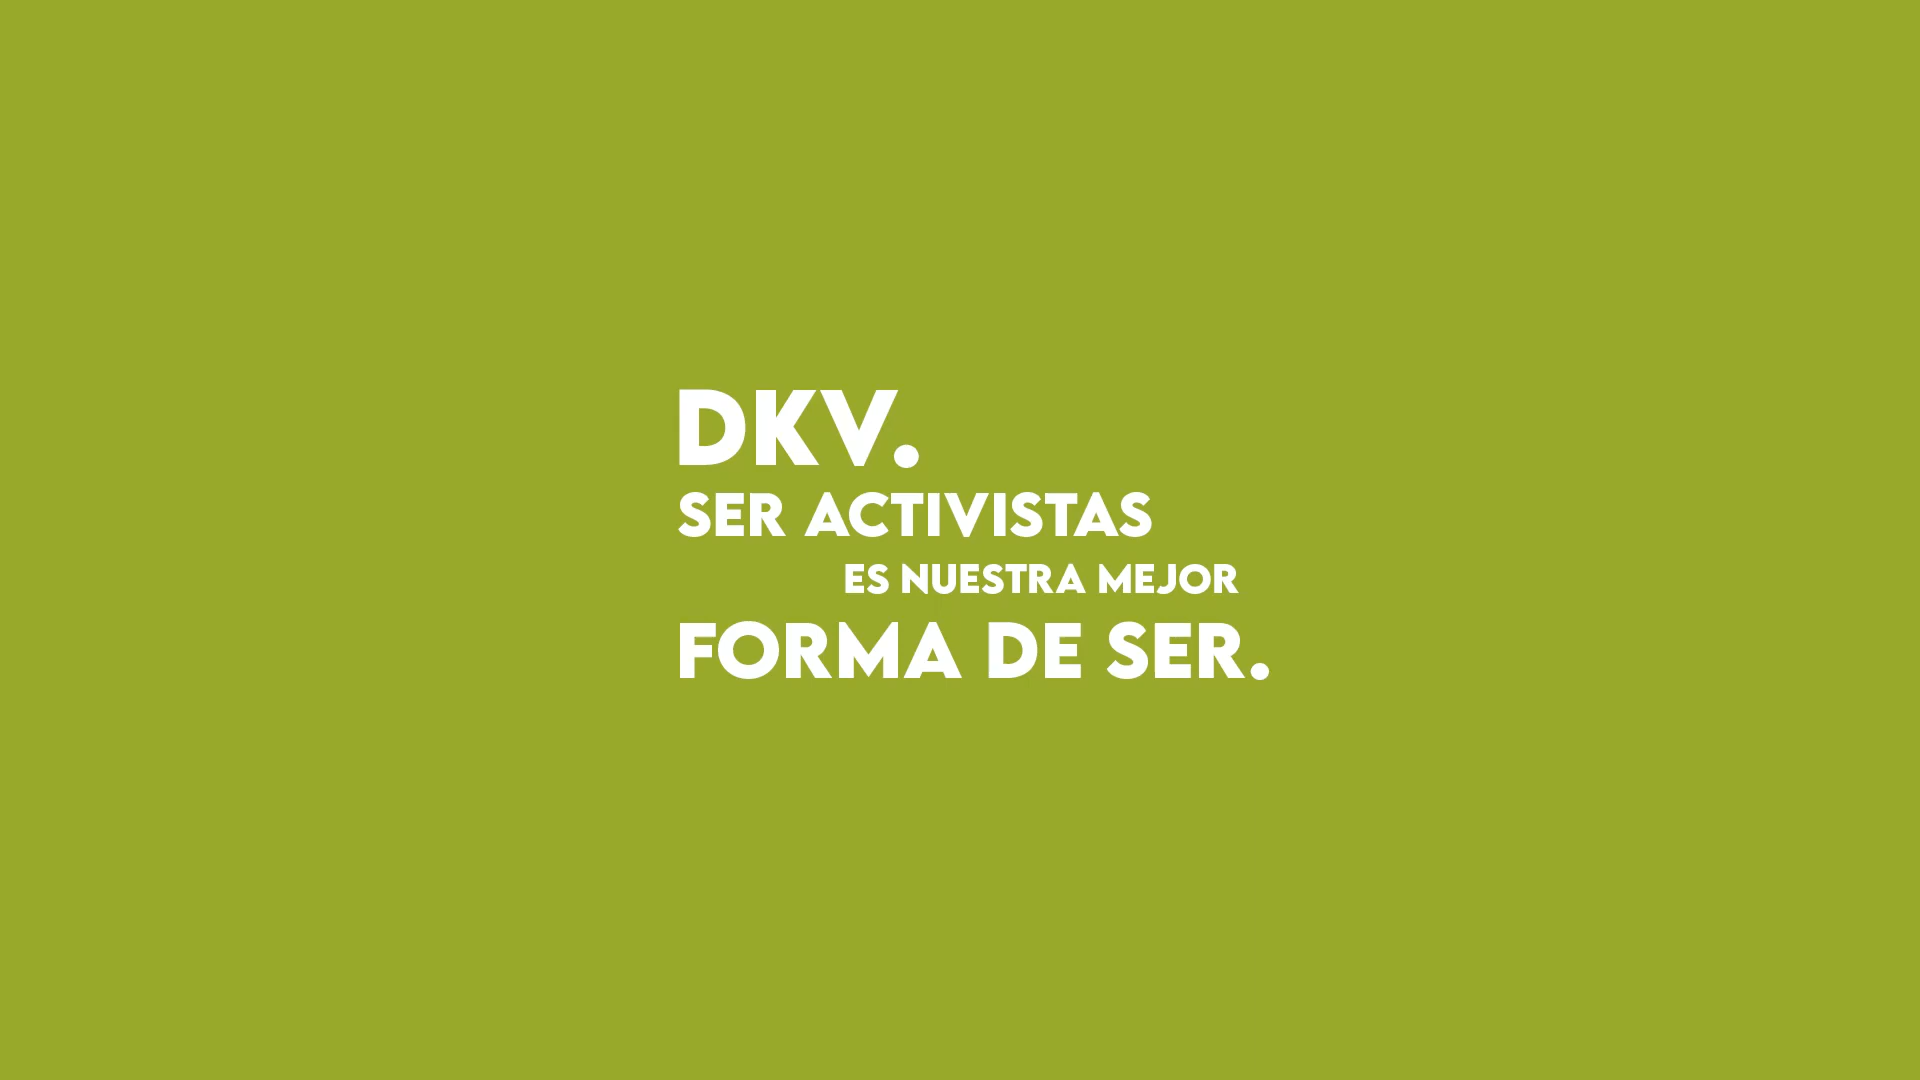 DKV.
SER ACTIVISTAS
ES NUESTRA MEJOR
FORMA DE SER.